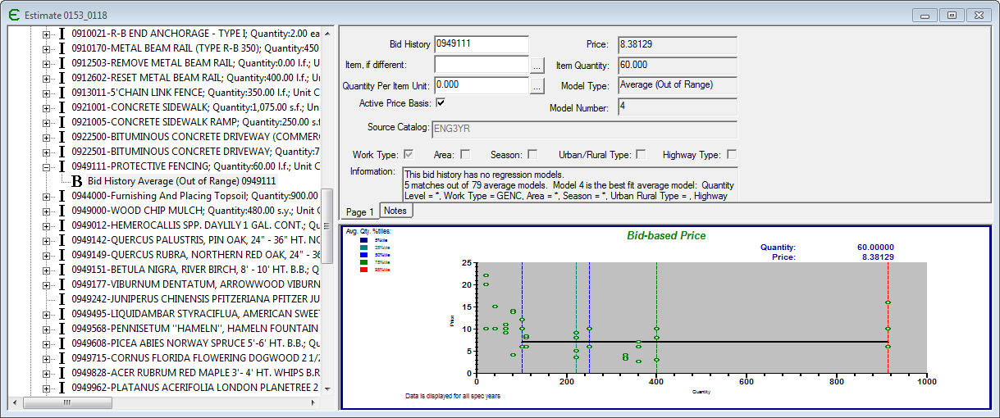 Estimate 0153_0118
0910021-R-B END ANCHORAGE - TYPE I; Quantity:2.00 ea
0910170-METAL BEAM RAIL (TYPE R-B 350); Quantity:450
0912503-REMOVE METAL BEAM RAIL; Quantity:0.00 l.f.; U
0912602-RESET METAL BEAM RAIL; Quantity:400.00 l.f.; Un
0913011-5'CHAIN LINK FENCE; Quantity:350.00 l.f.; Unit C
0921001-CONCRETE SIDEWALK; Quantity:1,075.00 s.f.; Un
0921005-CONCRETE SIDEWALK RAMP; Quantity:250.00 s.
0922500-BITUMINOUS CONCRETE DRIVEWAY (COMMERC
0922501-BITUMINOUS CONCRETE DRIVEWAY; Quantity:7
0949111-PROTECTIVE FENCING; Quantity:60.00 l.f.; Unit C
B Bid History Average (Out of Range) 0949111
0944000-Furnishing And Placing Topsoil; Quantity:900.00
0949000-WOOD CHIP MULCH; Quantity:480.00 s.y.; Unit C
0949012-HEMEROCALLIS SPP. DAYLILY 1 GAL. CONT.; Qu
0949142-QUERCUS PALUSTRIS, PIN OAK, 24" - 36" HT. NO
0949149-QUERCUS RUBRA, NORTHERN RED OAK, 24" -
0949151-BETULA NIGRA, RIVER BIRCH, 8' - 10' HT. B.B.; Q
0949177-VIBURNUM DENTATUM, ARROWWOOD VIBURN
0949242-JUNIPERUS CHINENSIS PFITZERIANA PFITZER JU
0949495-LIQUIDAMBAR STYRACIFLUA, AMERICAN SWEET
0949568-PENNISETUM "HAMELN", HAMELN FOUNTAIN
0949608-PICEA ABIES NORWAY SPRUCE 5'-6' HT. B.B.; Qu
0949715-CORNUS FLORIDA FLOWERING DOGWOOD 2 1/2
0949828-ACER RUBRUM RED MAPLE 3'- 4' HT. WHIPS B.R
0949962-PLATANUS ACERIFOLIA LONDON PLANETREE 2
Bid History 0949111 Price: 8.38129
Item, if different: ... Item Quantity: 60.000
Quantity Per Item Unit: 0.000 ... Model Type: Average (Out of Range)
Active Price Basis: Model Number: 4
Source Catalog: ENG3YR
Work Type: Area: Season: Urban/Rural Type: Highway Type:
Information: This bid history has no regression models.
5 matches out of 79 average models. Model 4 is the best fit average model: Quantity
Level = *, Work Type = GENC, Area = *, Season = *, Urban Rural Type = , Highway
Page 1 Notes
Avg. Qty. %tiles:
5%tile
25%tile
50%tile
75%tile
95%tile
Bid-based Price
Quantity: 60.00000
Price: 8.38129
25
20
15
10
5
0
Price
0 200 400 600 800 1000
Quantity
Data is displayed for all spec years